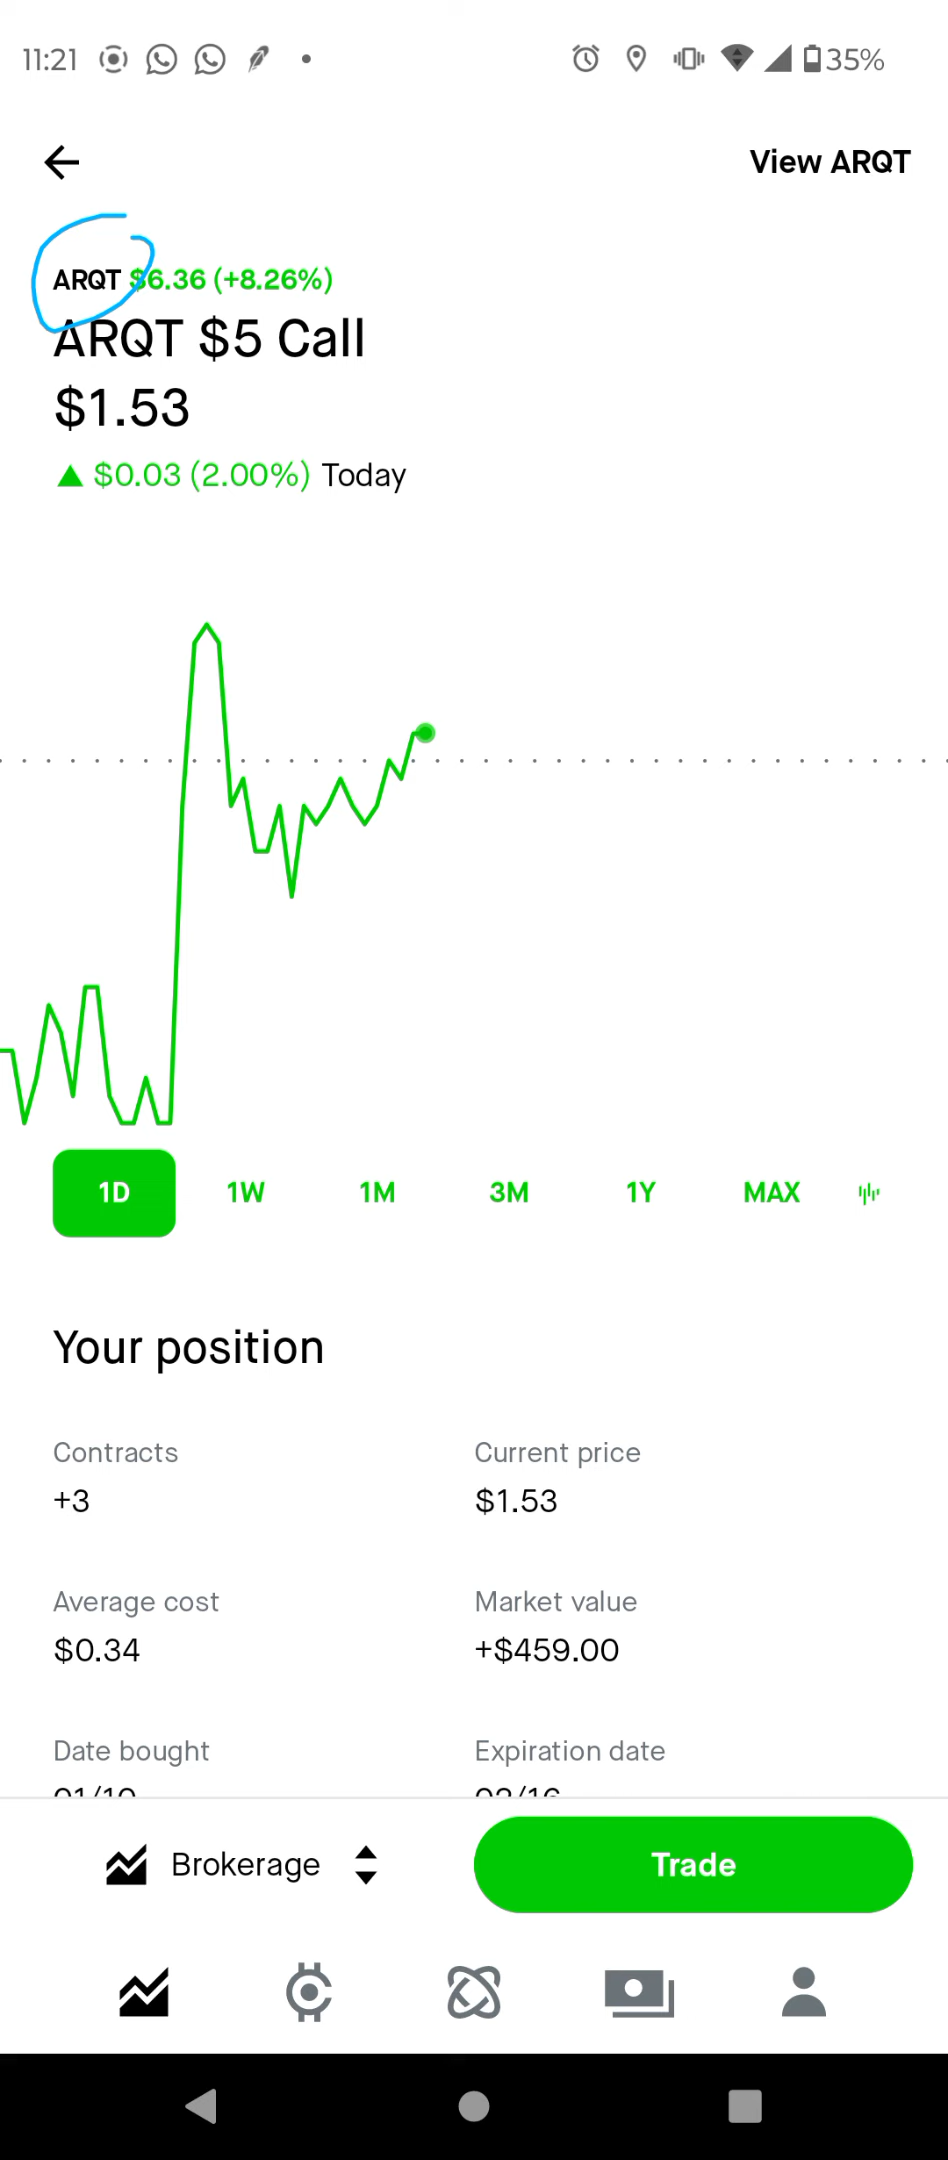 11:21 35%
View ARQT
ARQT $6.36 (+8.26%)
ARQT $5 Call
$1.53
▲ $0.03 (2.00%) Today
1D 1W 1M 3M 1Y MAX
Your position
Contracts Current price
+3 $1.53
Average cost Market value
$0.34 +$459.00
Date bought Expiration date
Brokerage Trade